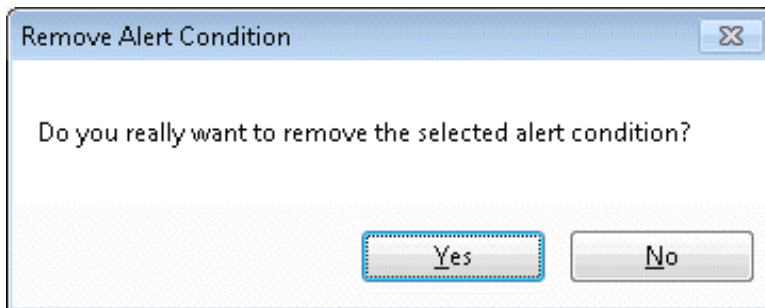 Remove Alert Condition
Do you really want to remove the selected alert condition?
Yes
No